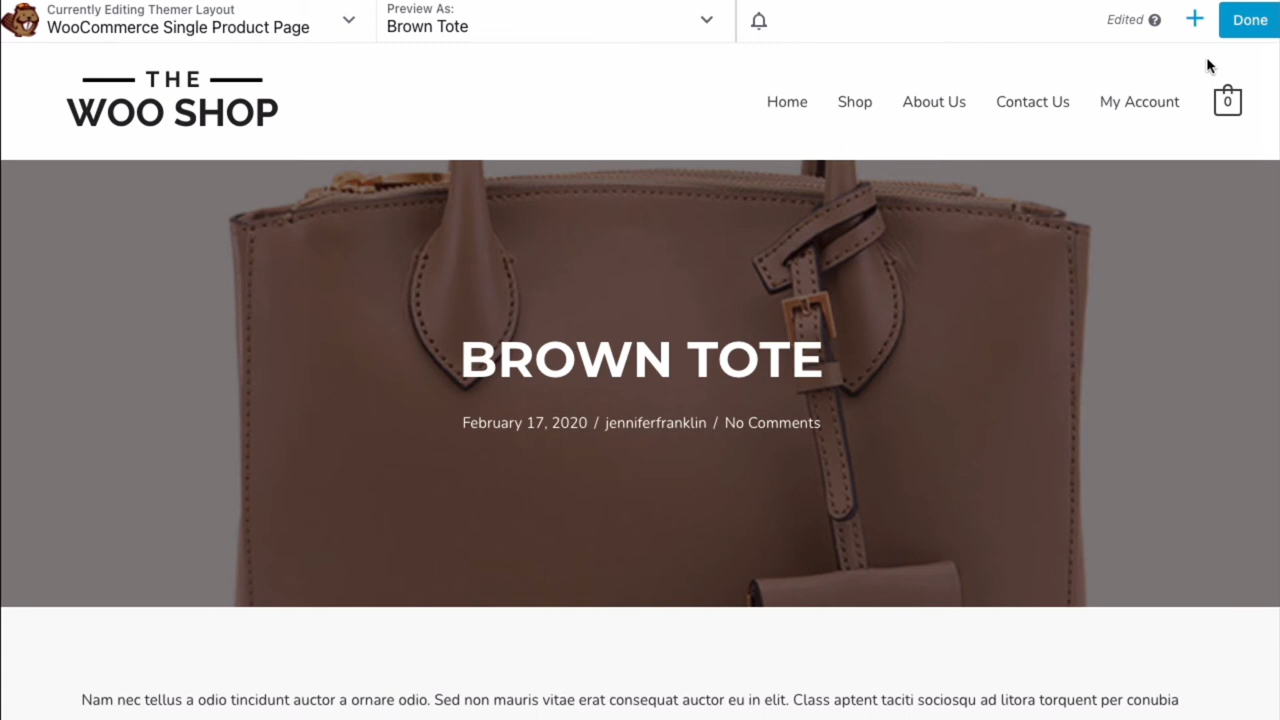 Currently Editing Themer Layout
WooCommerce Single Product Page
Preview As:
Brown Tote
Edited ?
Done
THE
WOO SHOP
Home Shop About Us Contact Us My Account 0
BROWN TOTE
February 17, 2020 / jenniferfranklin / No Comments
Nam nec tellus a odio tincidunt auctor a ornare odio. Sed non mauris vitae erat consequat auctor eu in elit. Class aptent taciti sociosqu ad litora torquent per conubia